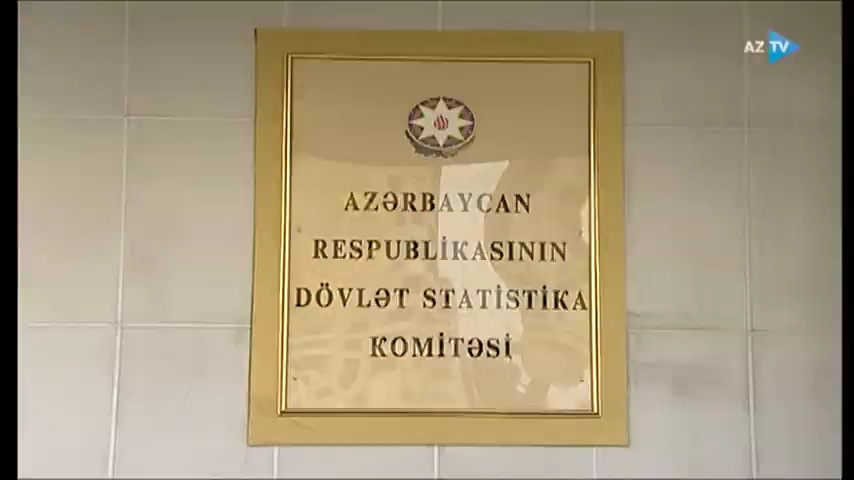 AZ TV
AZƏRBAYCAN
RESPUBLİKASININ
DÖVLƏT STATİSTİKA
KOMİTƏSİ